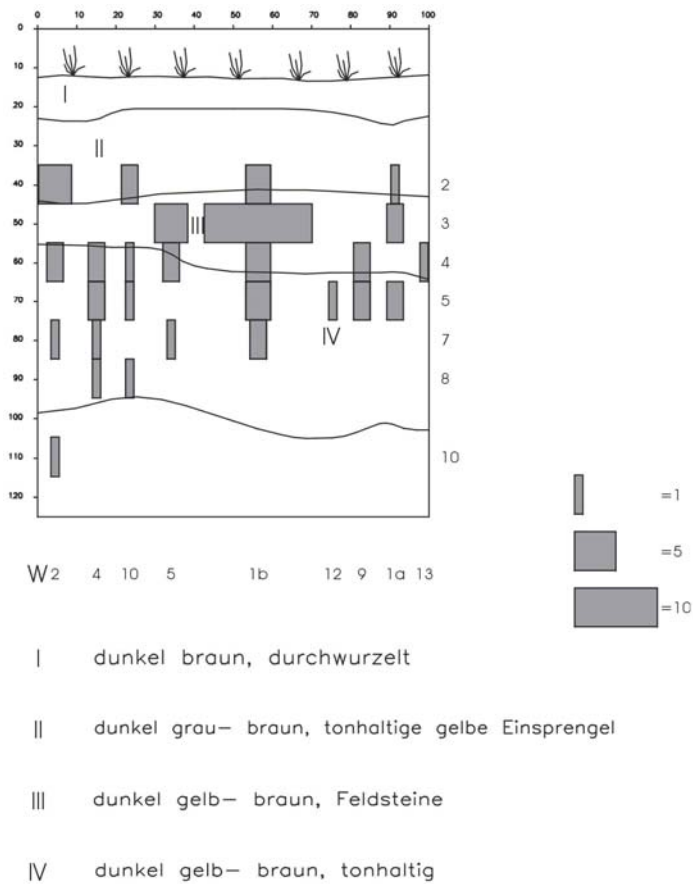 0 10 20 30 40 50 60 70 80 90 100
0
10
I
20
II
30
40 2
50 III 3
60 4
70 5
80 IV 7
90 8
100
110 10
120
=1
=5
=10
W 2 4 10 5 1b 12 9 1a 13
I dunkel braun, durchwurzelt
II dunkel grau– braun, tonhaltige gelbe Einsprengel
III dunkel gelb– braun, Feldsteine
IV dunkel gelb– braun, tonhaltig